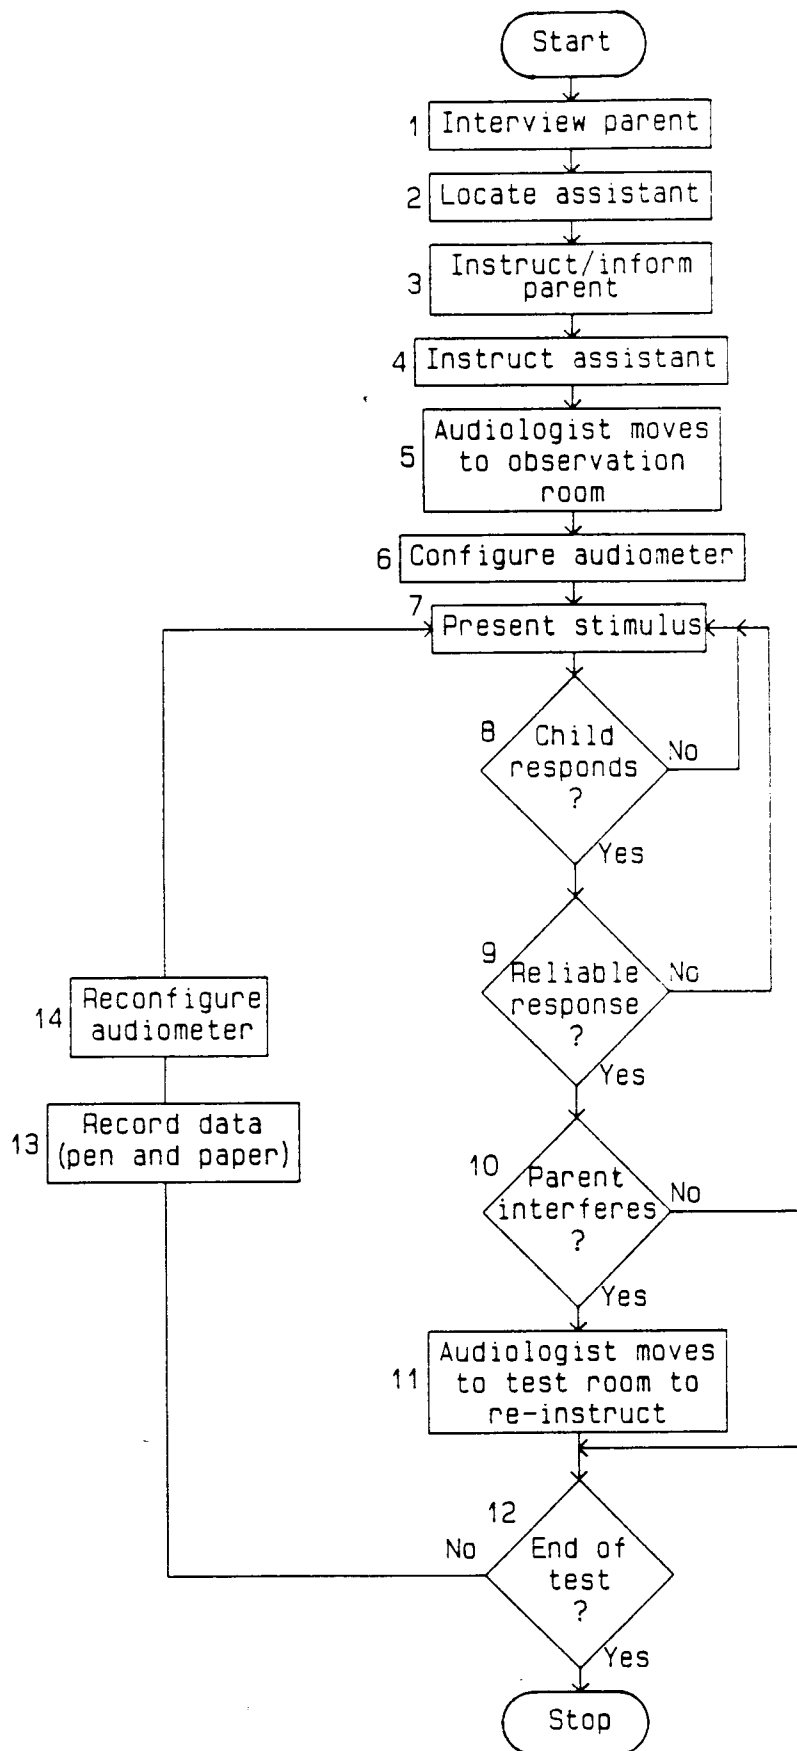 Start
1 Interview parent
2 Locate assistant
Instruct/inform
3 parent
4 Instruct assistant
Audiologist moves
5 to observation
room
6 Configure audiometer
7
Present stimulus
8 Child
responds
?
No
Yes
9
Reliable
response
?
No
Yes
10
Parent
interferes
?
No
Yes
Audiologist moves
11 to test room to
re-instruct
12
End of
test
?
No
Yes
Stop
Record data
13 (pen and paper)
Reconfigure
14 audiometer